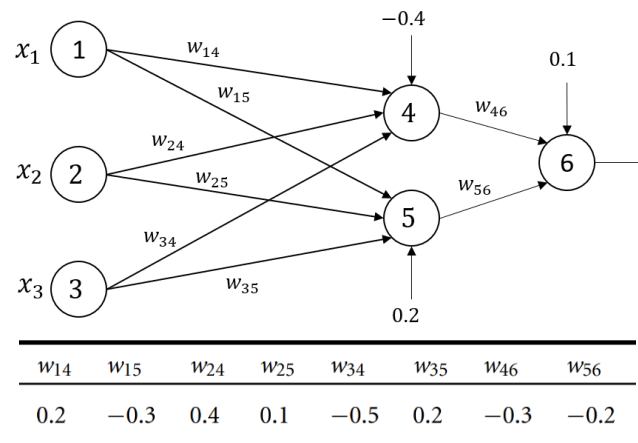 −0.4
x₁ 1 w₁₄ 0.1
w₁₅ 4 w₄₆
w₂₄
x₂ 2 6
w₂₅ w₅₆
5
w₃₄
x₃ 3 w₃₅
0.2
w₁₄ w₁₅ w₂₄ w₂₅ w₃₄ w₃₅ w₄₆ w₅₆
0.2 −0.3 0.4 0.1 −0.5 0.2 −0.3 −0.2